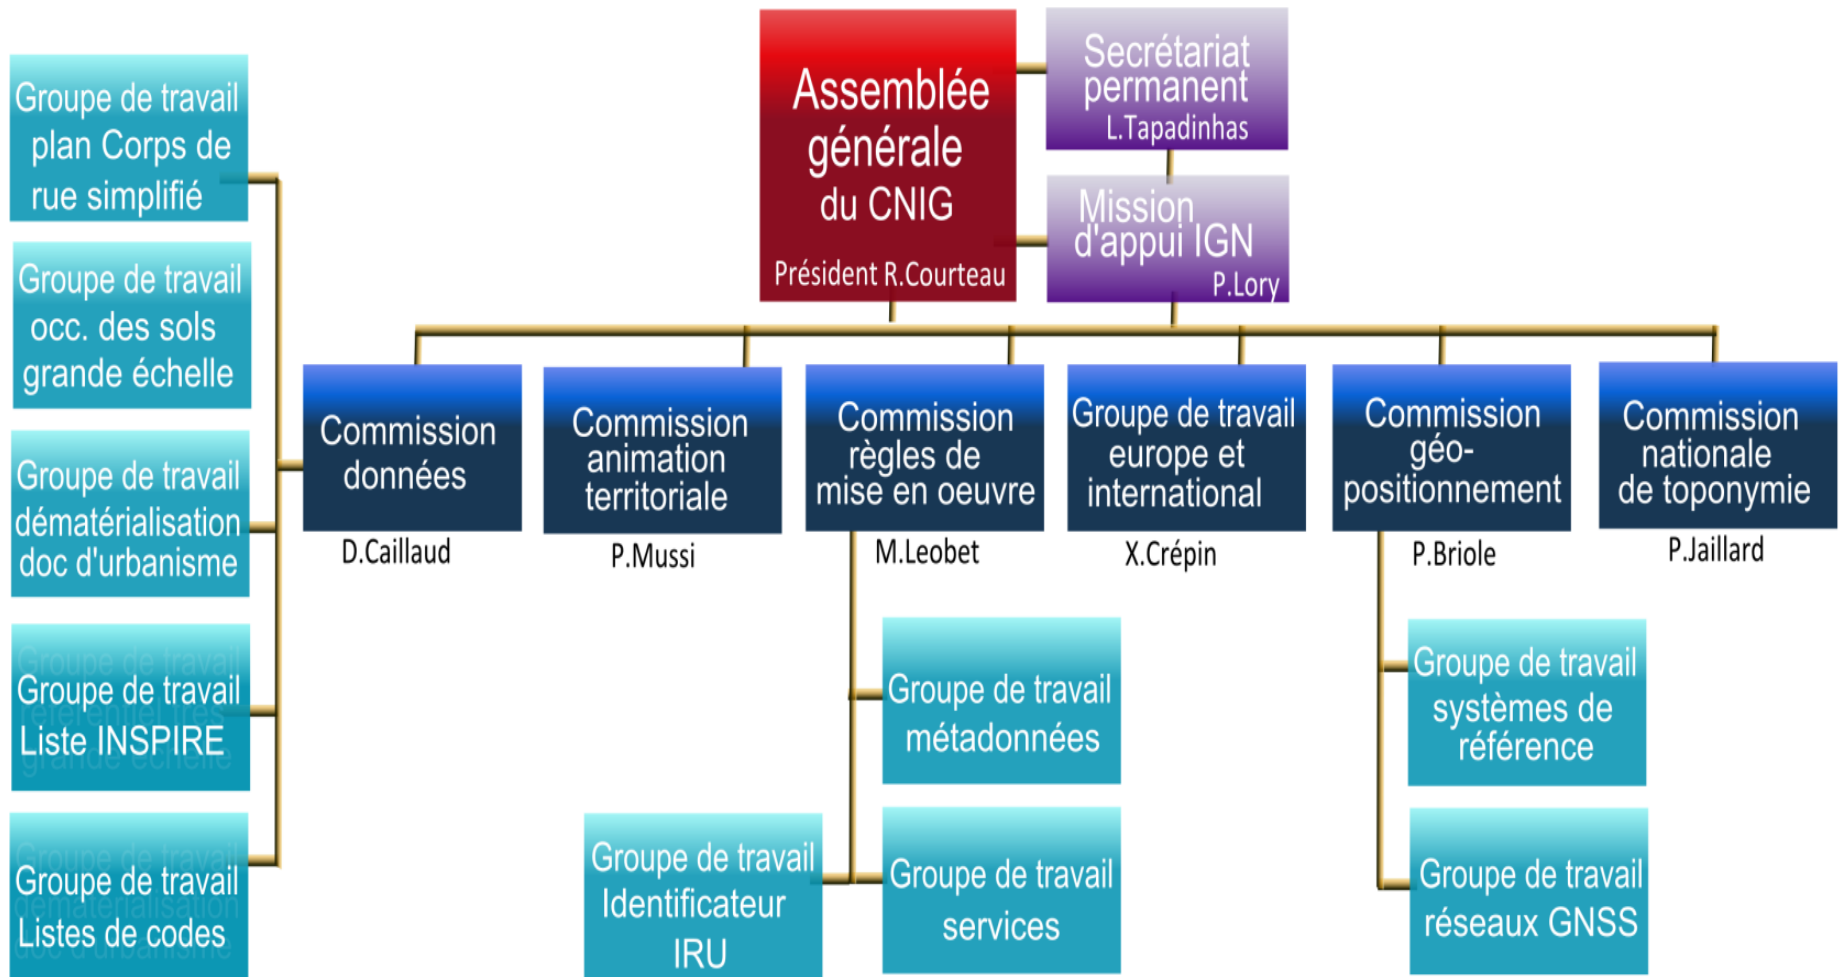 Assemblée
générale
du CNIG
Président R.Courteau
Secrétariat
permanent
L.Tapadinhas
Mission
d'appui IGN
P.Lory
Groupe de travail
plan Corps de
rue simplifié
Groupe de travail
occ. des sols
grande échelle
Groupe de travail
dématérialisation
doc d'urbanisme
Groupe de travail
Liste INSPIRE
Groupe de travail
Listes de codes
Commission
données
D.Caillaud
Commission
animation
territoriale
P.Mussi
Commission
règles de
mise en oeuvre
M.Leobet
Groupe de travail
europe et
international
X.Crépin
Commission
géo-
positionnement
P.Briole
Commission
nationale
de toponymie
P.Jaillard
Groupe de travail
métadonnées
Groupe de travail
Identificateur
IRU
Groupe de travail
services
Groupe de travail
systèmes de
référence
Groupe de travail
réseaux GNSS